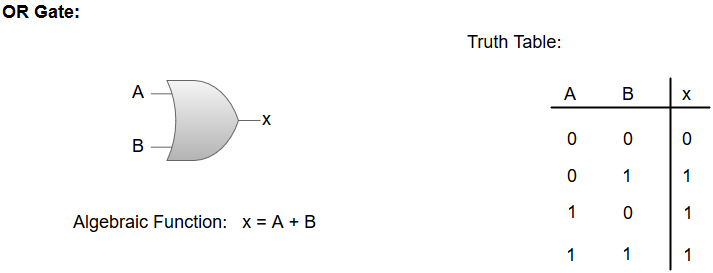 OR Gate:
Truth Table:
A
B
x
Algebraic Function: x = A + B
A B x
0 0 0
0 1 1
1 0 1
1 1 1